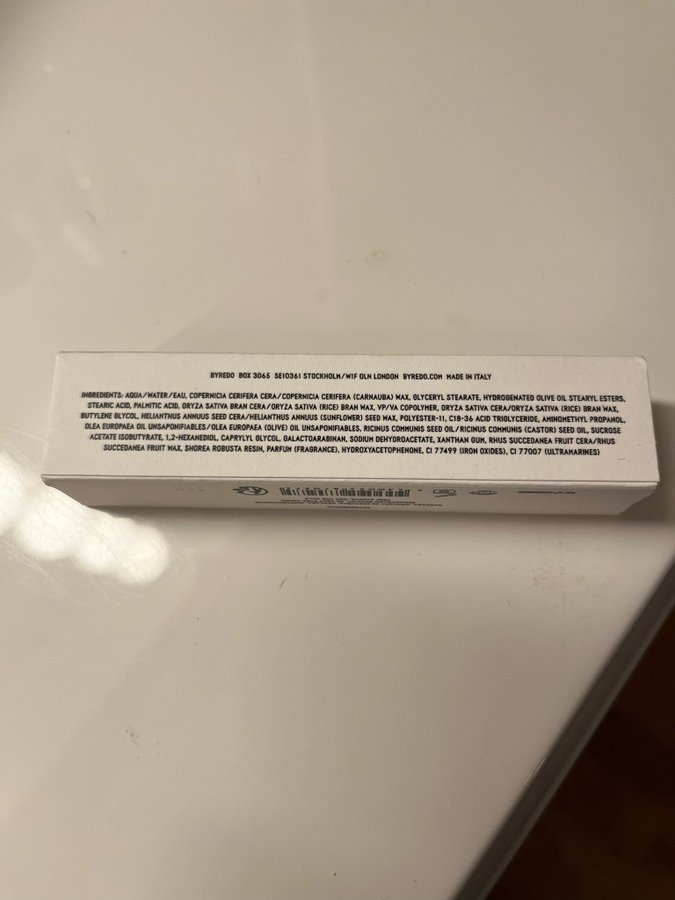 BYREDO BOX 3065 SE10361 STOCKHOLM/W1F 0LN LONDON BYREDO.COM MADE IN ITALY
INGREDIENTS: AQUA/WATER/EAU, COPERNICIA CERIFERA CERA/COPERNICIA CERIFERA (CARNAUBA) WAX, GLYCERYL STEARATE, HYDROGENATED OLIVE OIL STEARYL ESTERS,
STEARIC ACID, PALMITIC ACID, ORYZA SATIVA BRAN CERA/ORYZA SATIVA (RICE) BRAN WAX, VP/VA COPOLYMER, ORYZA SATIVA CERA/ORYZA SATIVA (RICE) BRAN WAX,
BUTYLENE GLYCOL, HELIANTHUS ANNUUS SEED CERA/HELIANTHUS ANNUUS (SUNFLOWER) SEED WAX, POLYESTER-11, C18-36 ACID TRIGLYCERIDE, AMINOMETHYL PROPANOL,
OLEA EUROPAEA OIL UNSAPONIFIABLES/OLEA EUROPAEA (OLIVE) OIL UNSAPONIFIABLES, RICINUS COMMUNIS SEED OIL/RICINUS COMMUNIS (CASTOR) SEED OIL, SUCROSE
ACETATE ISOBUTYRATE, 1,2-HEXANEDIOL, CAPRYLYL GLYCOL, GALACTOARABINAN, SODIUM DEHYDROACETATE, XANTHAN GUM, RHUS SUCCEDANEA FRUIT CERA/RHUS
SUCCEDANEA FRUIT WAX, SHOREA ROBUSTA RESIN, PARFUM (FRAGRANCE), HYDROXYACETOPHENONE, CI 77499 (IRON OXIDES), CI 77007 (ULTRAMARINES)